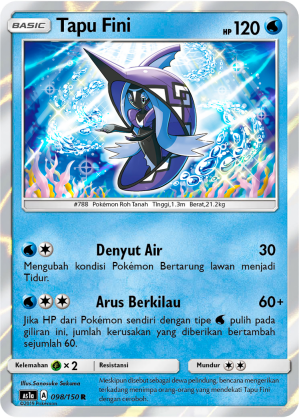 BASIC Tapu Fini HP 120
#788 Pokémon Roh Tanah Tinggi,1.3m Berat,21.2kg
Denyut Air 30
Mengubah kondisi Pokémon Bertarung lawan menjadi
Tidur.
Arus Berkilau 60+
Jika HP dari Pokémon sendiri dengan tipe pulih pada
giliran ini, jumlah kerusakan yang diberikan bertambah
sejumlah 60.
Kelemahan × 2 Resistansi Mundur
Illus.Sanosuke Sakuma
AS1a A 098/150 R
Meskipun disebut sebagai dewa pelindung, bencana mengerikan
terkadang menimpa orang-orang yang mendekati Tapu Fini
dengan ceroboh.